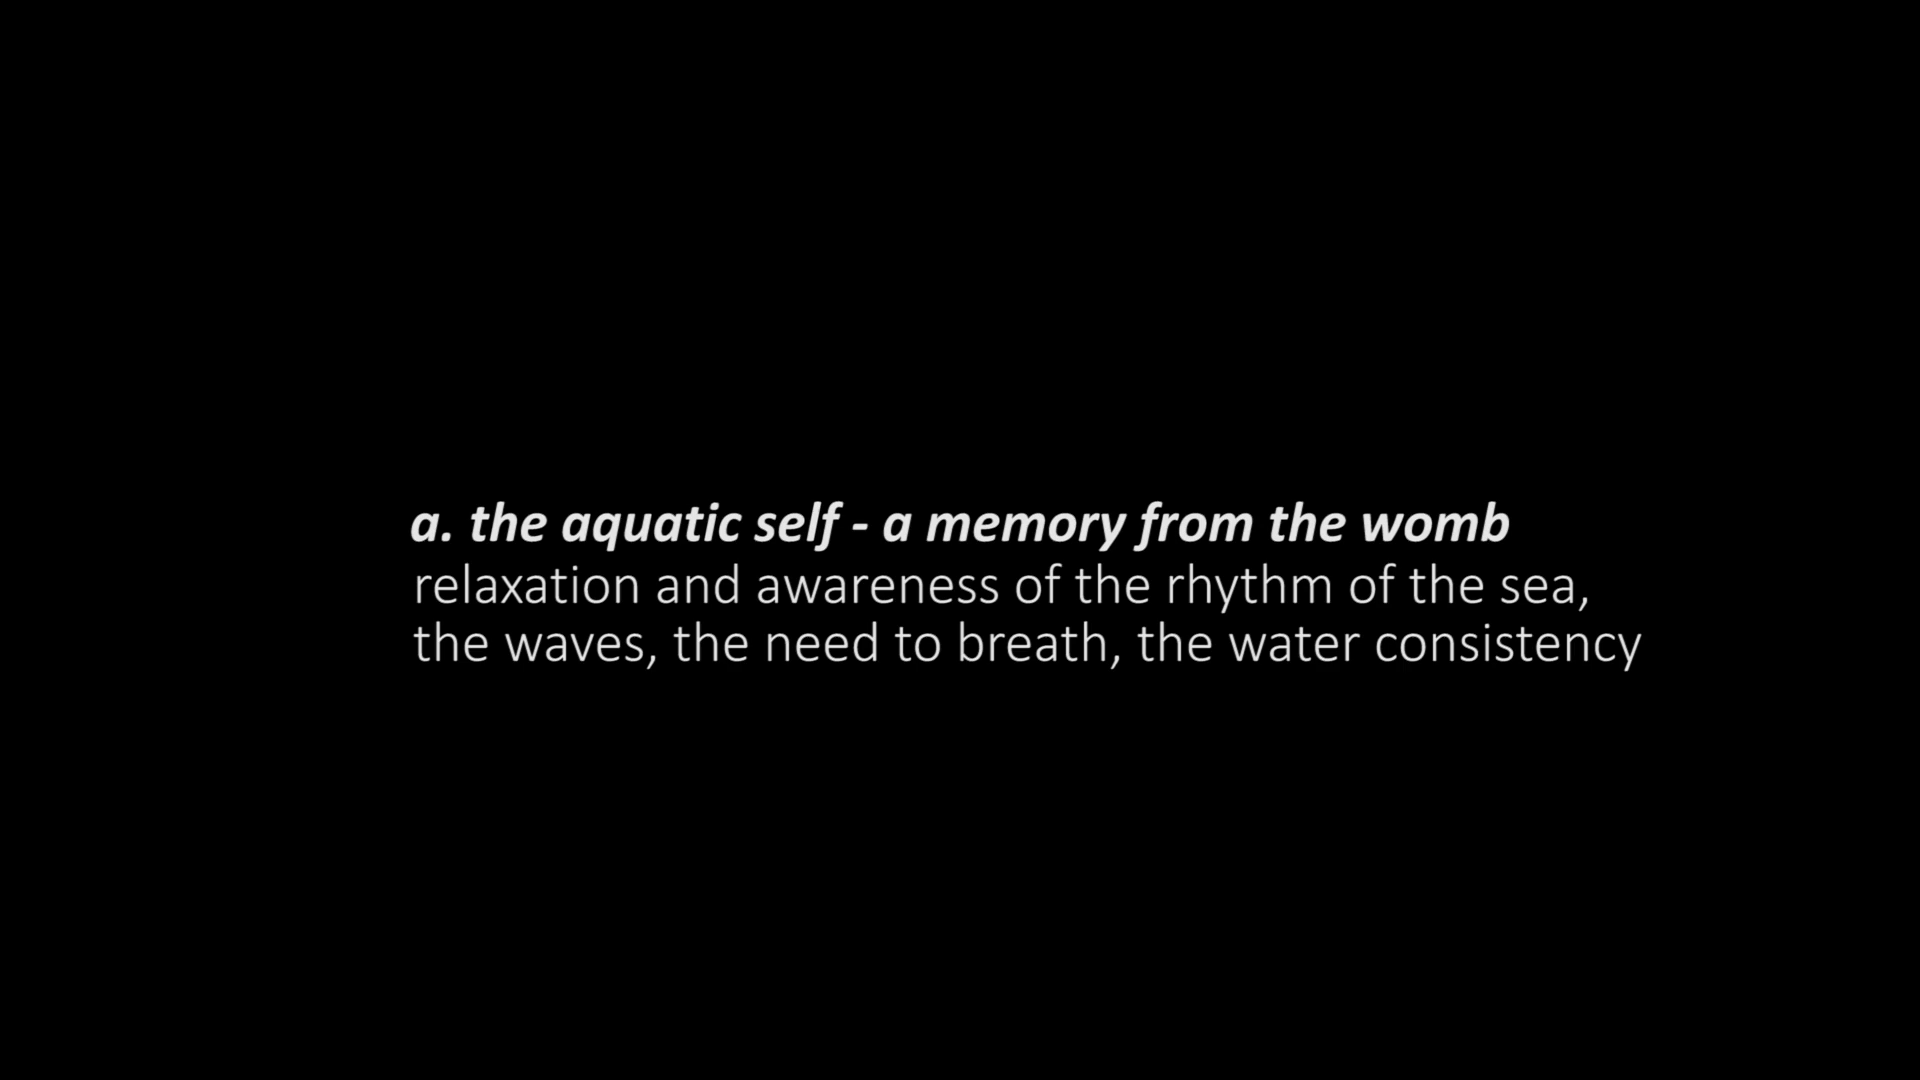 a. the aquatic self - a memory from the womb
relaxation and awareness of the rhythm of the sea,
the waves, the need to breath, the water consistency